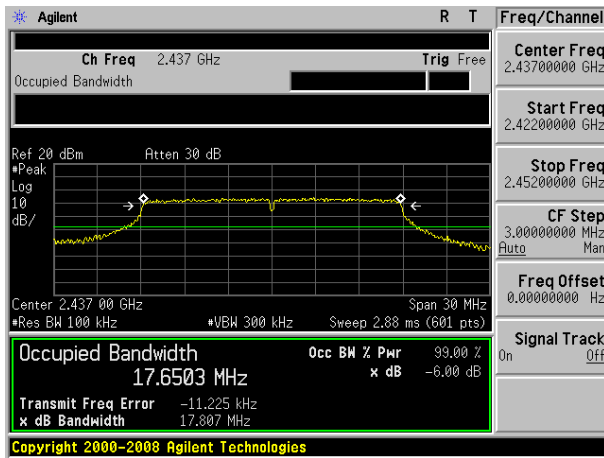 Agilent R T
Ch Freq 2.437 GHz Trig Free
Occupied Bandwidth
Ref 20 dBm Atten 30 dB
#Peak
Log
10
dB/
Center 2.437 00 GHz Span 30 MHz
#Res BW 100 kHz #VBW 300 kHz Sweep 2.88 ms (601 pts)
Occupied Bandwidth Occ BW % Pwr 99.00 %
17.6503 MHz x dB -6.00 dB
Transmit Freq Error -11.225 kHz
x dB Bandwidth 17.807 MHz
Copyright 2000-2008 Agilent Technologies
Freq/Channel
Center Freq
2.43700000 GHz
Start Freq
2.42200000 GHz
Stop Freq
2.45200000 GHz
CF Step
3.00000000 MHz
Auto Man
Freq Offset
0.00000000 Hz
Signal Track
On Off